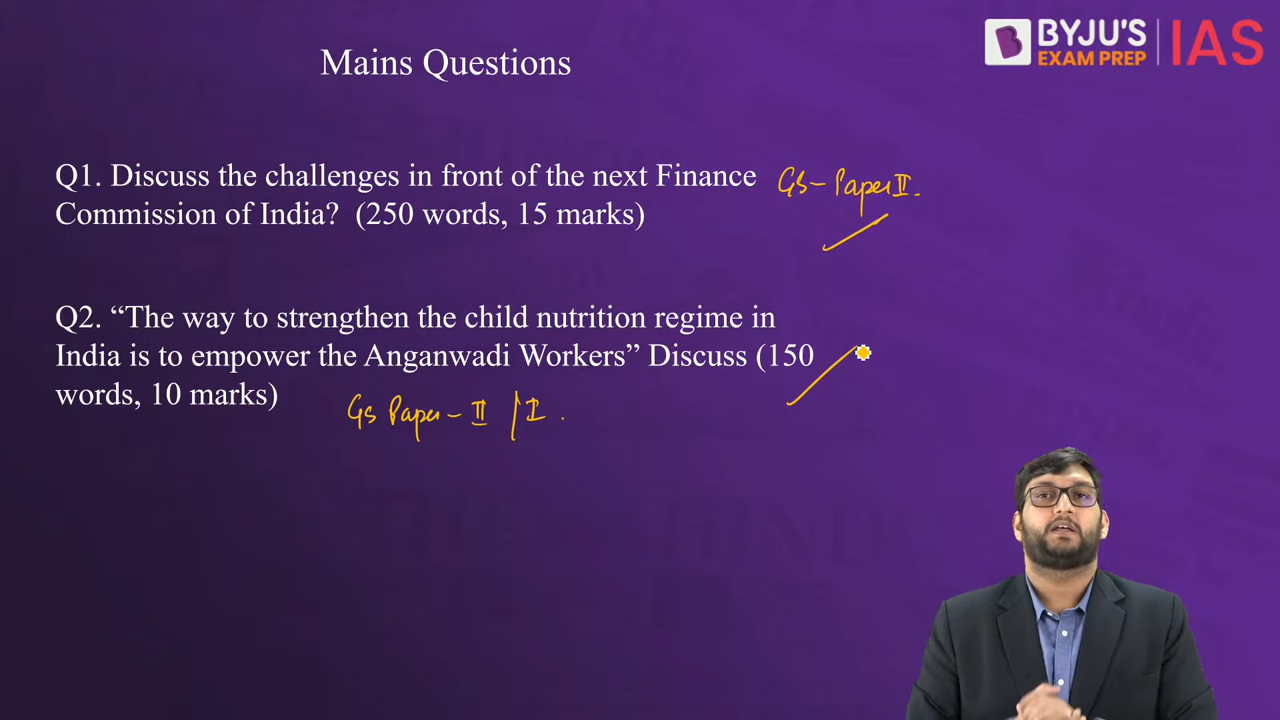 Mains Questions
BYJU'S
EXAM PREP
IAS
Q1. Discuss the challenges in front of the next Finance
Commission of India? (250 words, 15 marks)
GS - Paper II.
Q2. “The way to strengthen the child nutrition regime in
India is to empower the Anganwadi Workers” Discuss (150
words, 10 marks)
GS Paper - II / I .